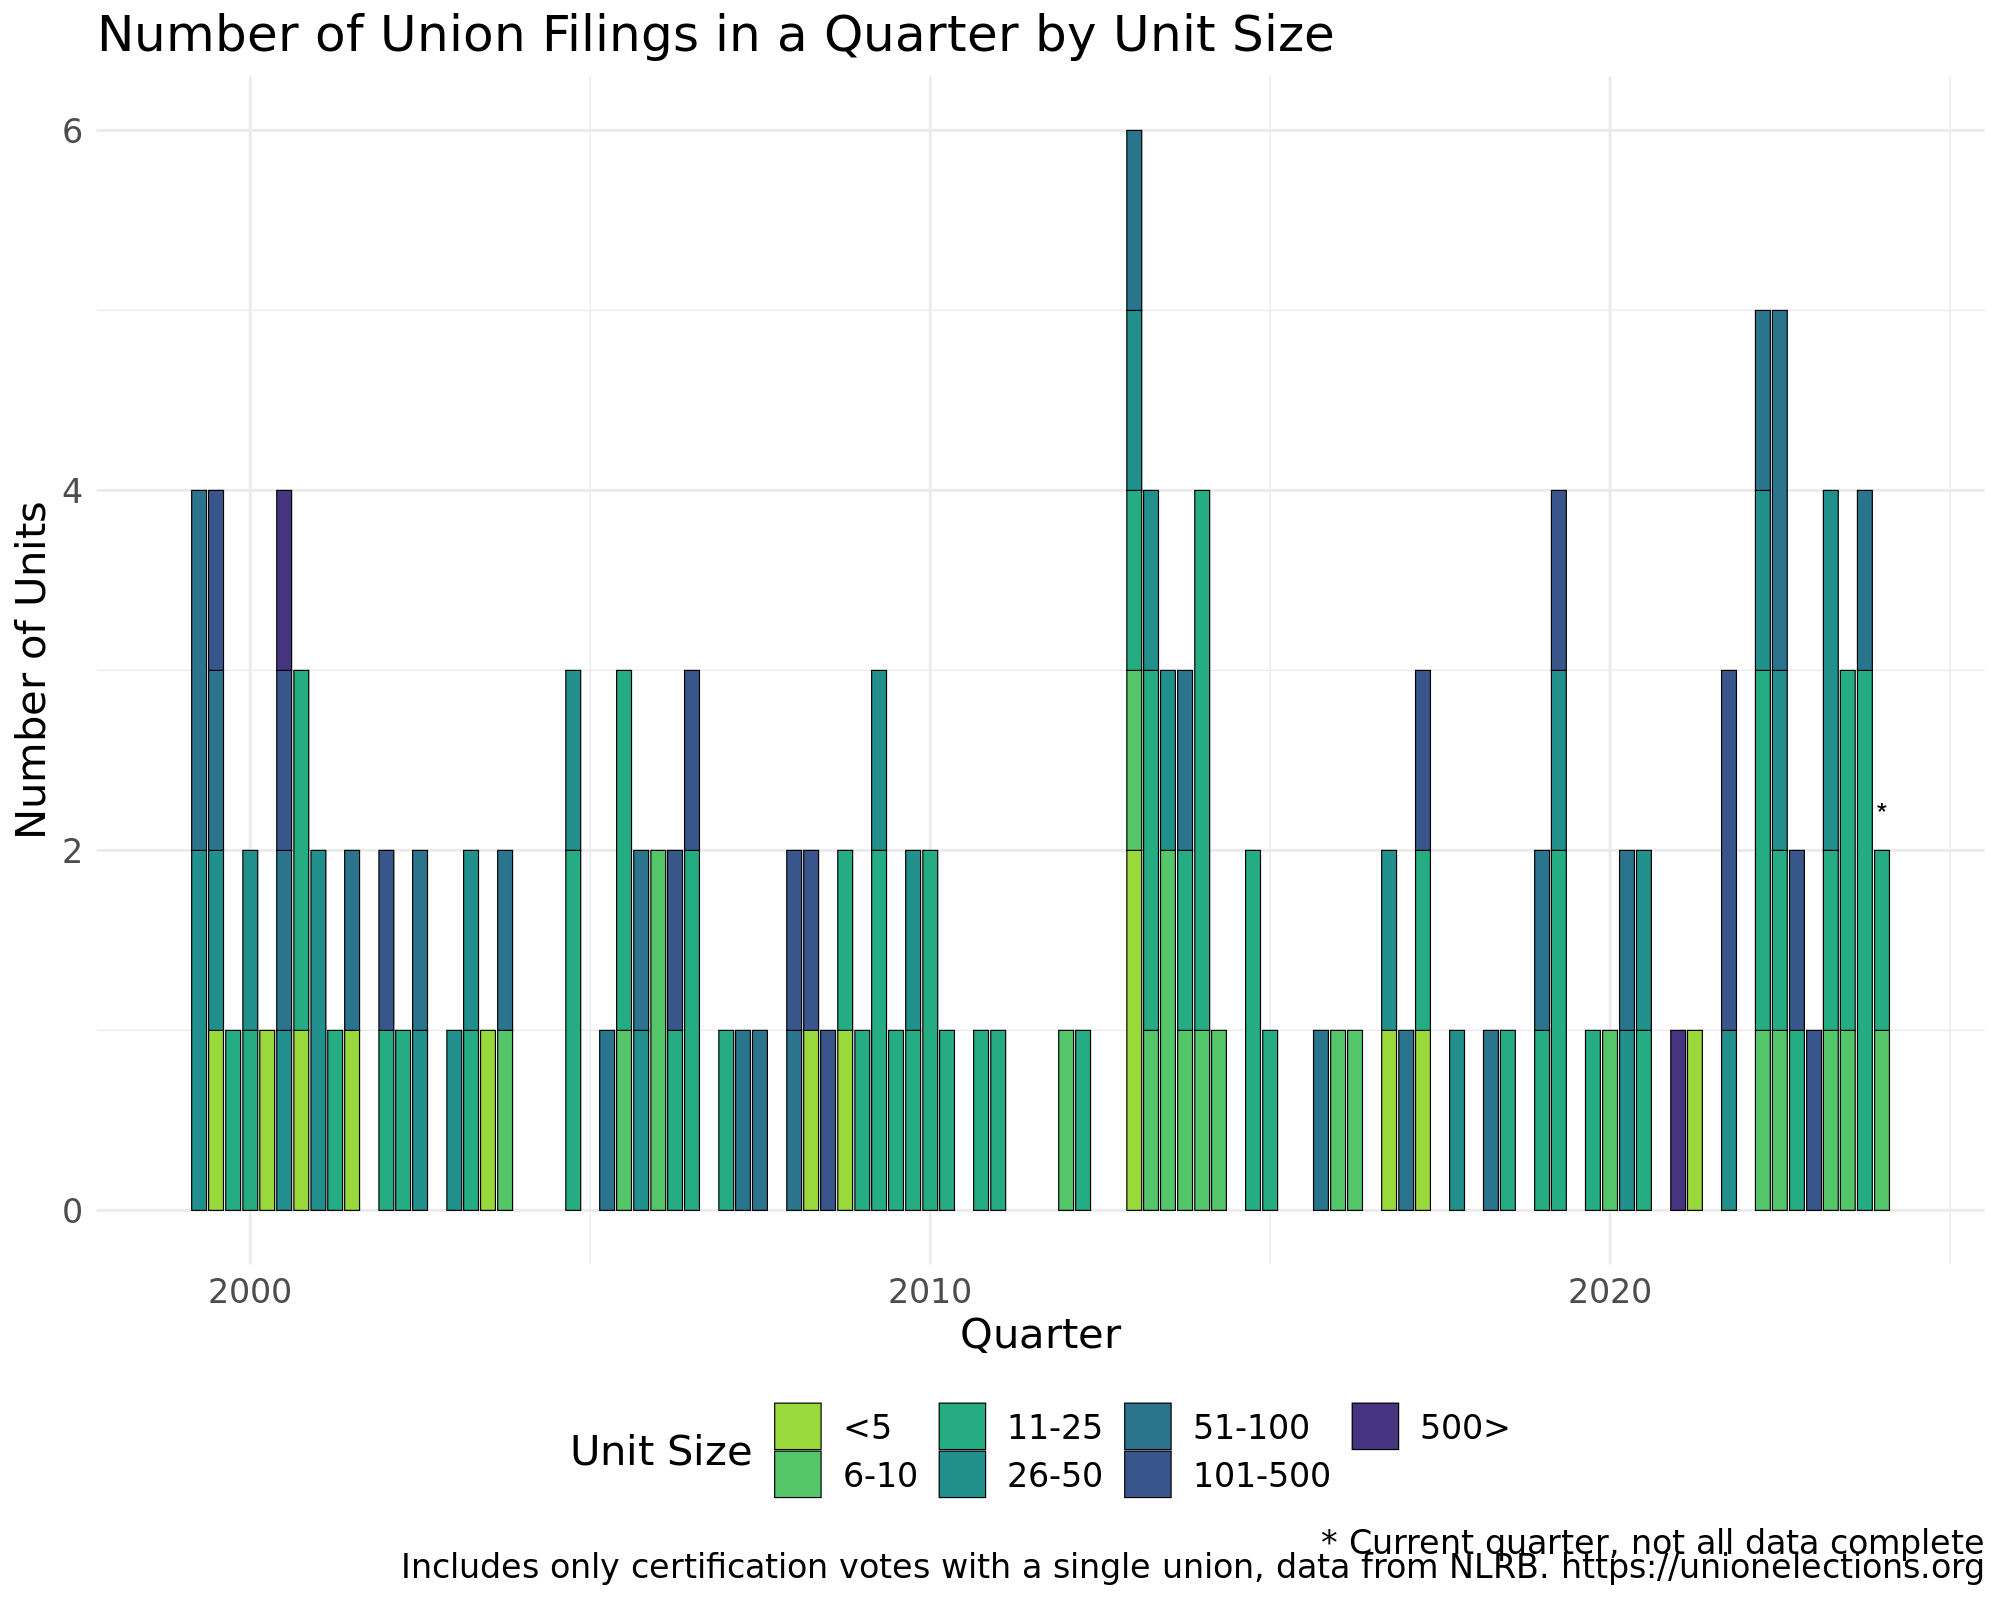 Number of Union Filings in a Quarter by Unit Size
Number of Units
6
4
2
0
*
2000 2010 2020
Quarter
Unit Size
<5 11-25 51-100 500>
6-10 26-50 101-500
* Current quarter, not all data complete
Includes only certification votes with a single union, data from NLRB. https://unionelections.org